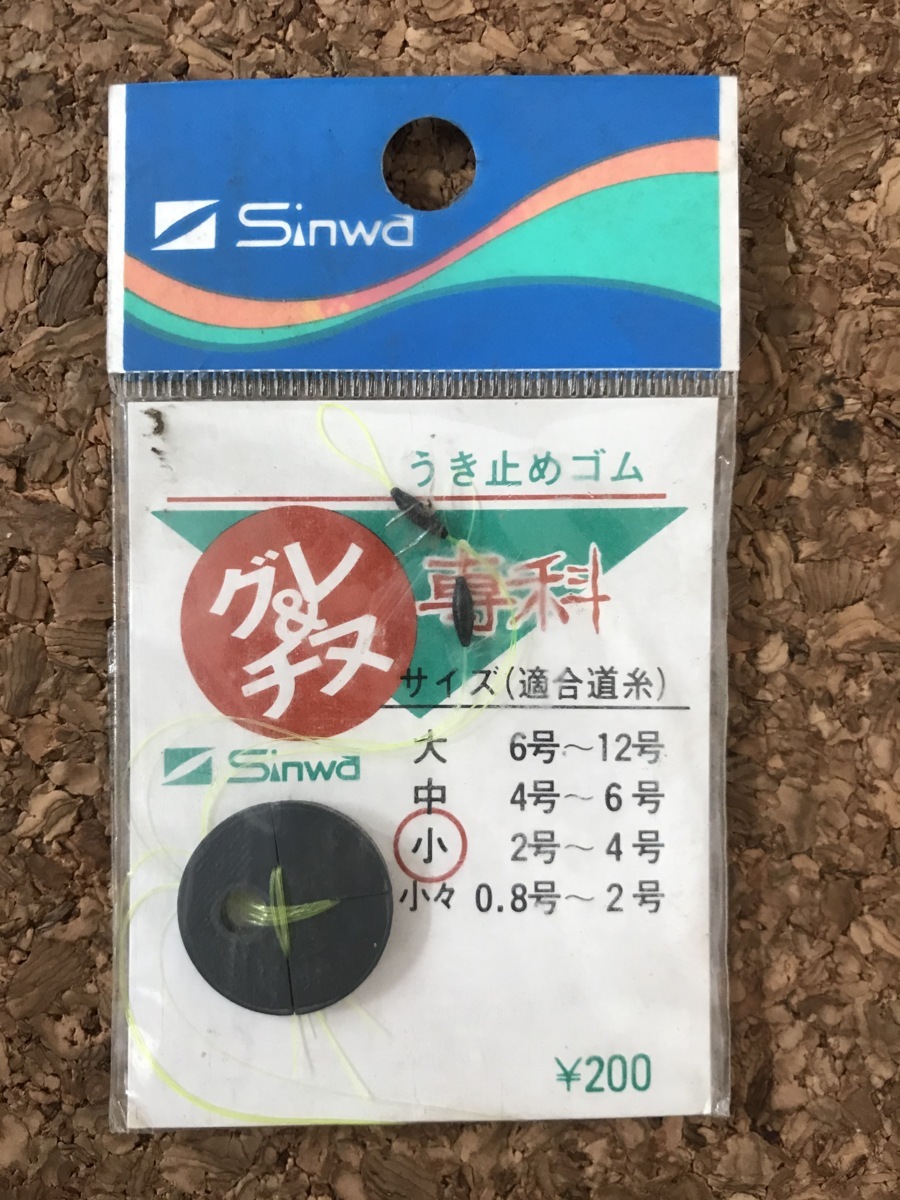 Sinwa
うき止めゴム
グレ
&
チヌ
専科
サイズ(適合道糸)
大 6号～12号
中 4号～6号
小 2号～4号
小々 0.8号～2号
Sinwa
¥200